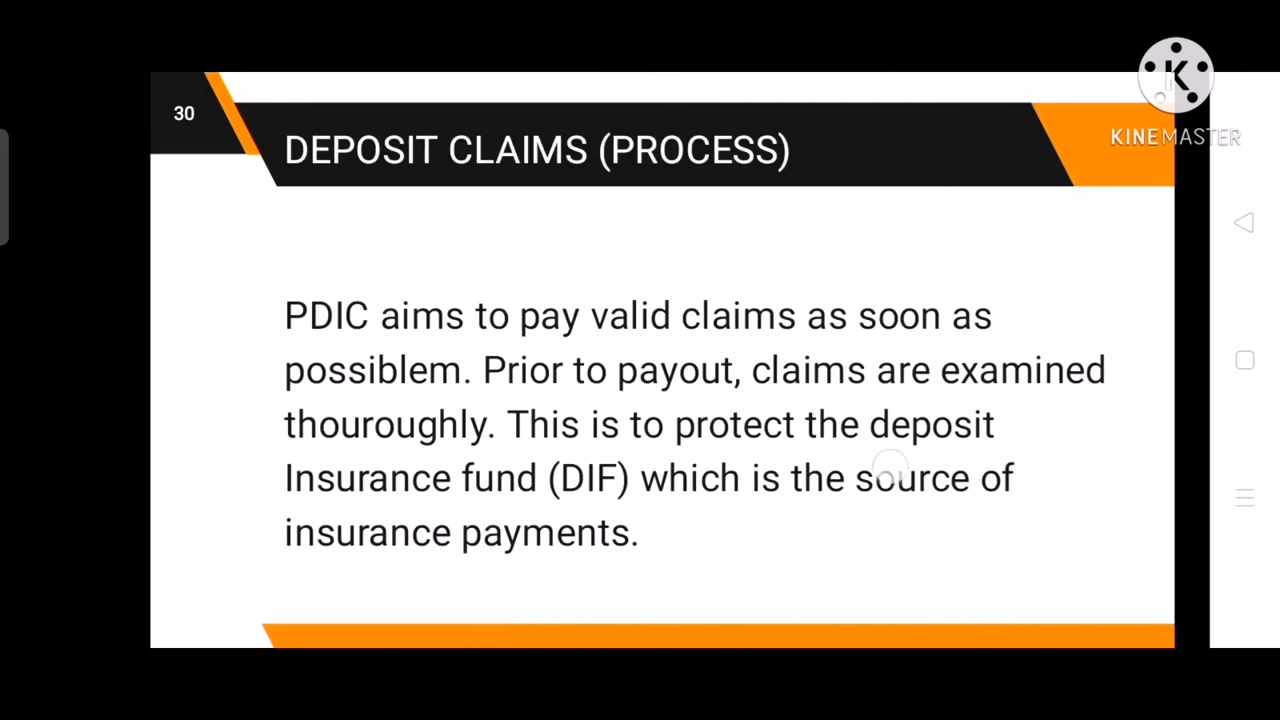 30
DEPOSIT CLAIMS (PROCESS)
KINEMASTER
PDIC aims to pay valid claims as soon as
possiblem. Prior to payout, claims are examined
thouroughly. This is to protect the deposit
Insurance fund (DIF) which is the source of
insurance payments.